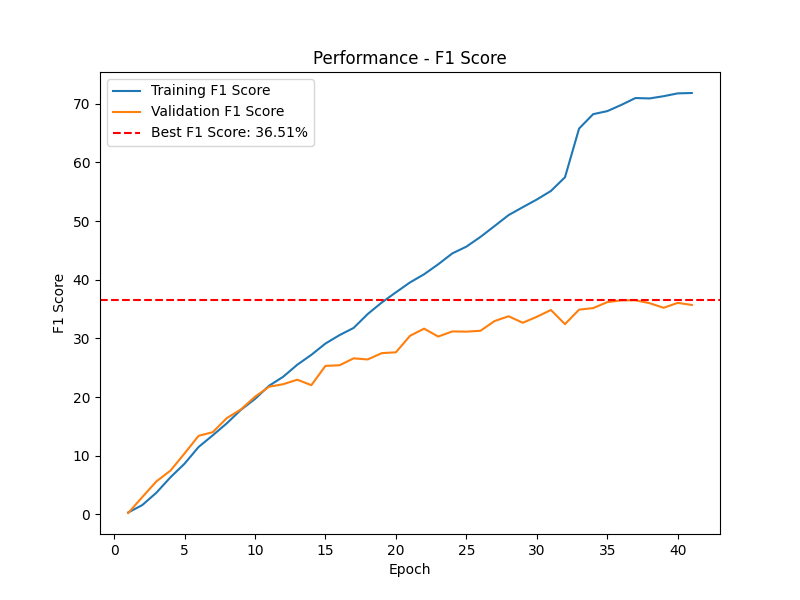 Performance - F1 Score
Training F1 Score
Validation F1 Score
Best F1 Score: 36.51%
F1 Score
70
60
50
40
30
20
10
0
0 5 10 15 20 25 30 35 40
Epoch